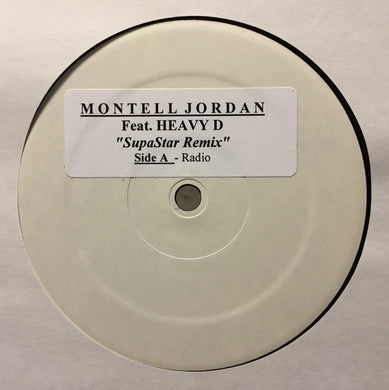 MONTELL JORDAN
Feat. HEAVY D
"SupaStar Remix"
Side A - Radio